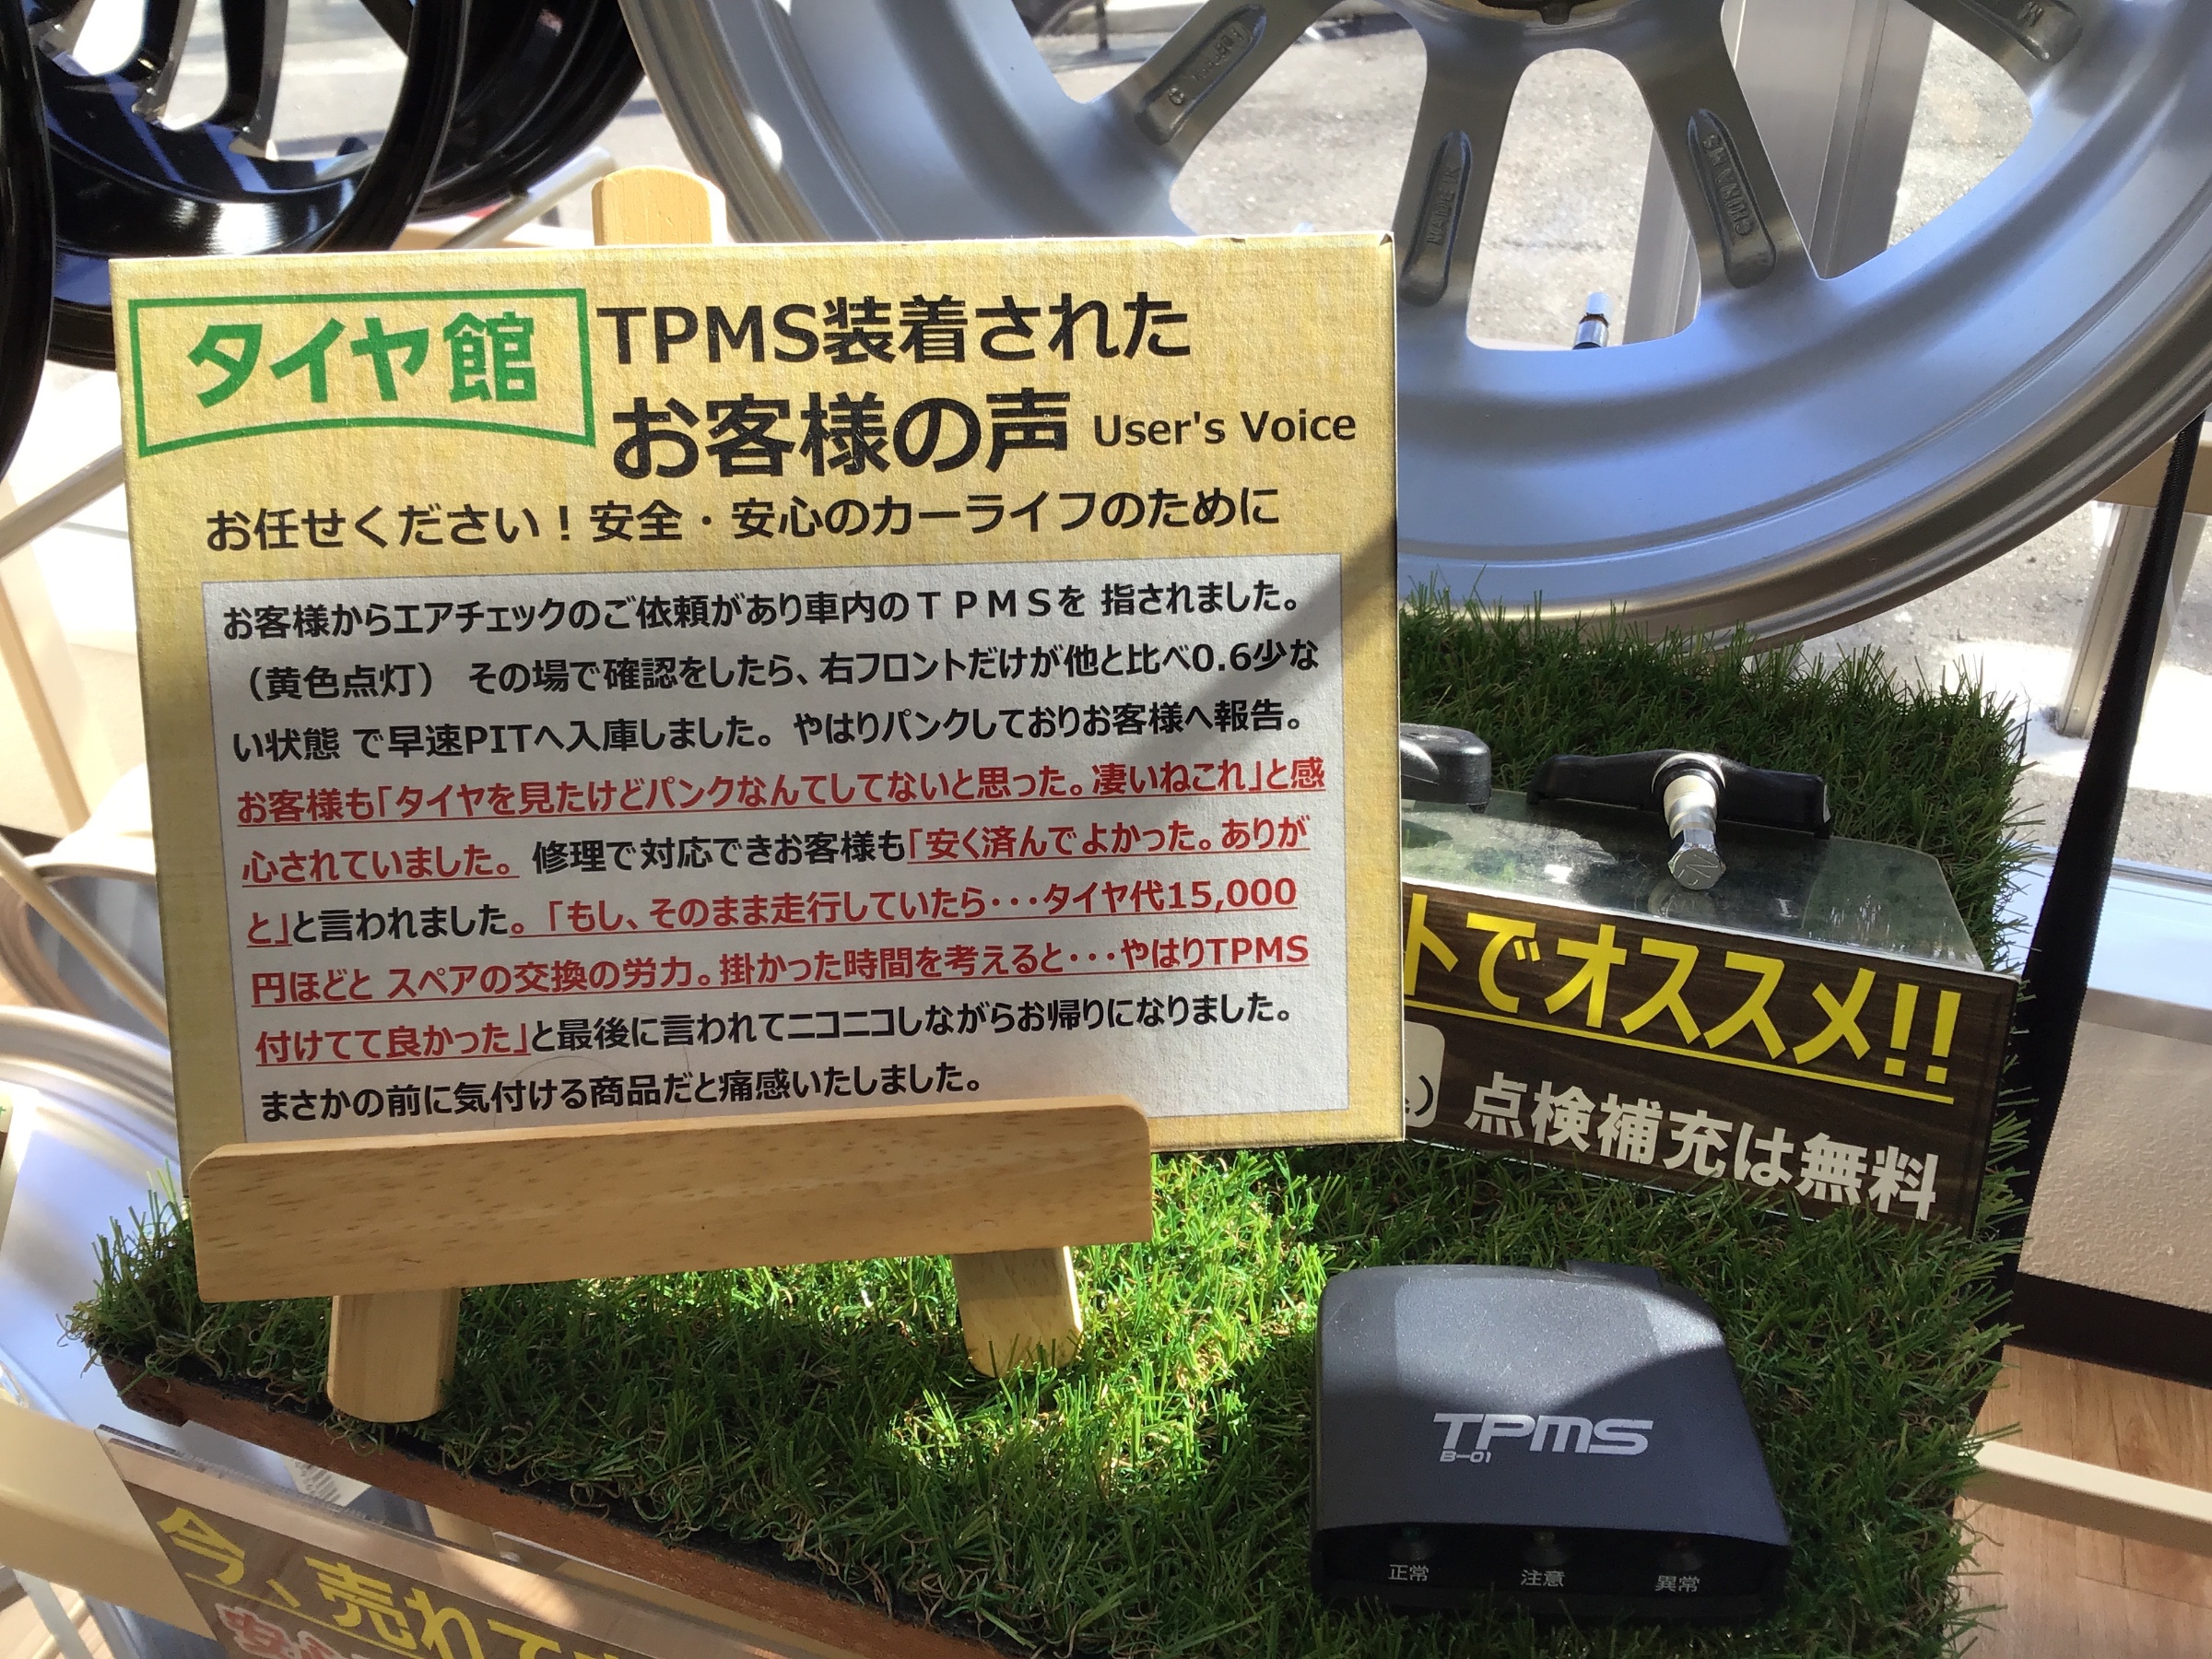 タイヤ館
TPMS装着された
お客様の声 User's Voice
お任せください！安全・安心のカーライフのために
お客様からエアチェックのご依頼があり車内のＴＰＭＳを 指されました。
（黄色点灯） その場で確認をしたら、右フロントだけが他と比べ0.6少な
い状態 で早速PITへ入庫しました。やはりパンクしておりお客様へ報告。
お客様も「タイヤを見たけどパンクなんてしてないと思った。凄いねこれ」と感
心されていました。 修理で対応できお客様も「安く済んでよかった。ありが
と」と言われました。「もし、そのまま走行していたら･･･タイヤ代15,000
円ほどと スペアの交換の労力。掛かった時間を考えると･･･やはりTPMS
付けてて良かった」と最後に言われてニコニコしながらお帰りになりました。
まさかの前に気付ける商品だと痛感いたしました。
トでオススメ!!
点検補充は無料
TPMS
B-01
正常 注意 異常
今、売れて